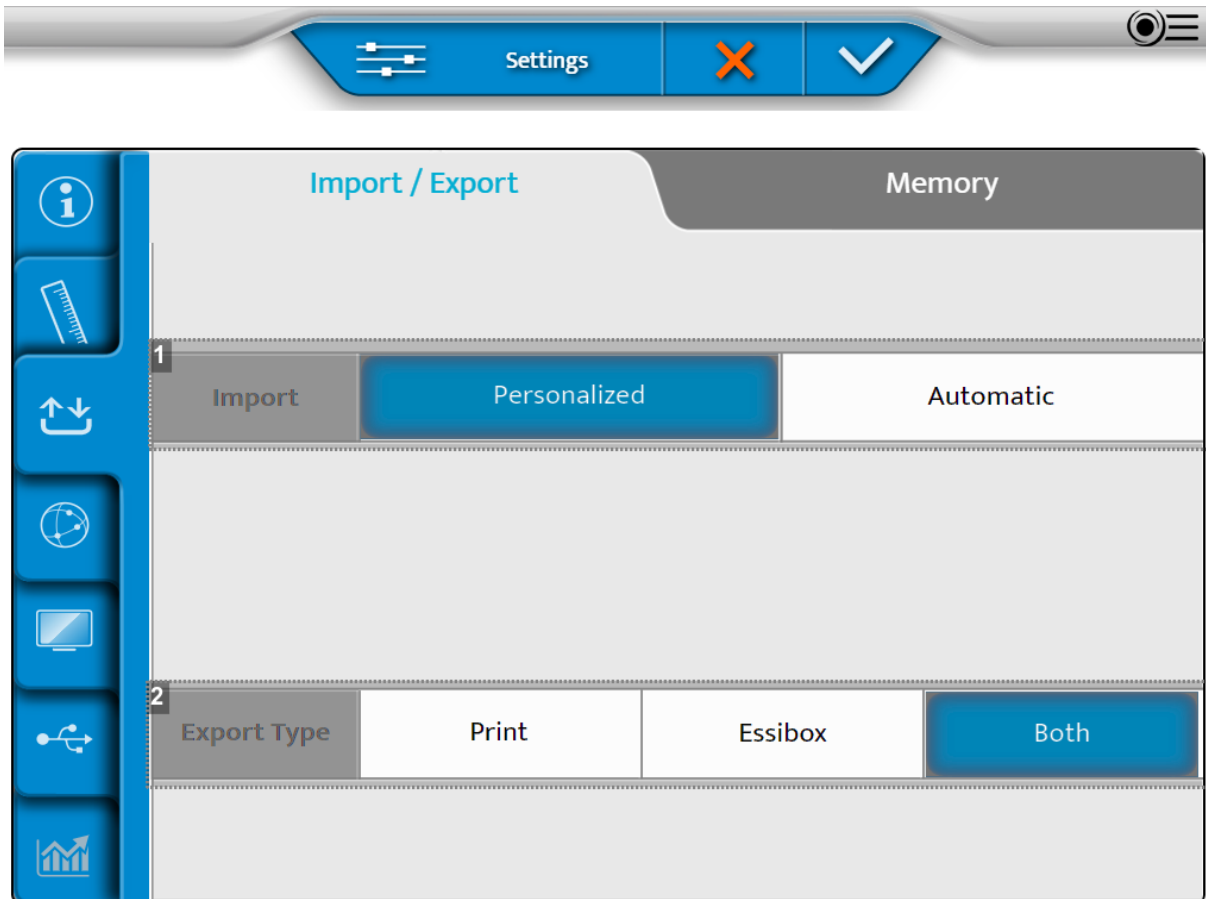 Settings
Import / Export
Memory
1
Import
Personalized
Automatic
2
Export Type
Print
Essibox
Both